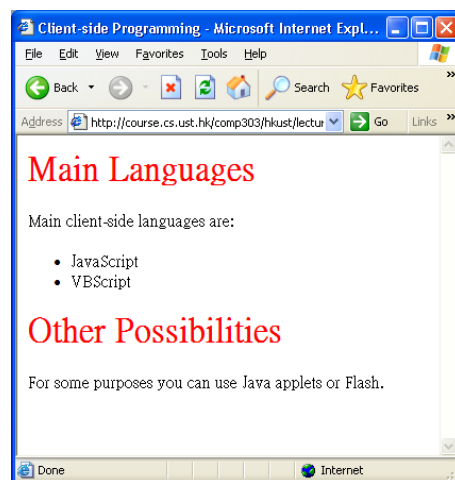 Client-side Programming - Microsoft Internet Expl...
File Edit View Favorites Tools Help
Back Search Favorites »
Address http://course.cs.ust.hk/comp303/hkust/lectur Go Links »
Main Languages
Main client-side languages are:
• JavaScript
• VBScript
Other Possibilities
For some purposes you can use Java applets or Flash.
Done Internet